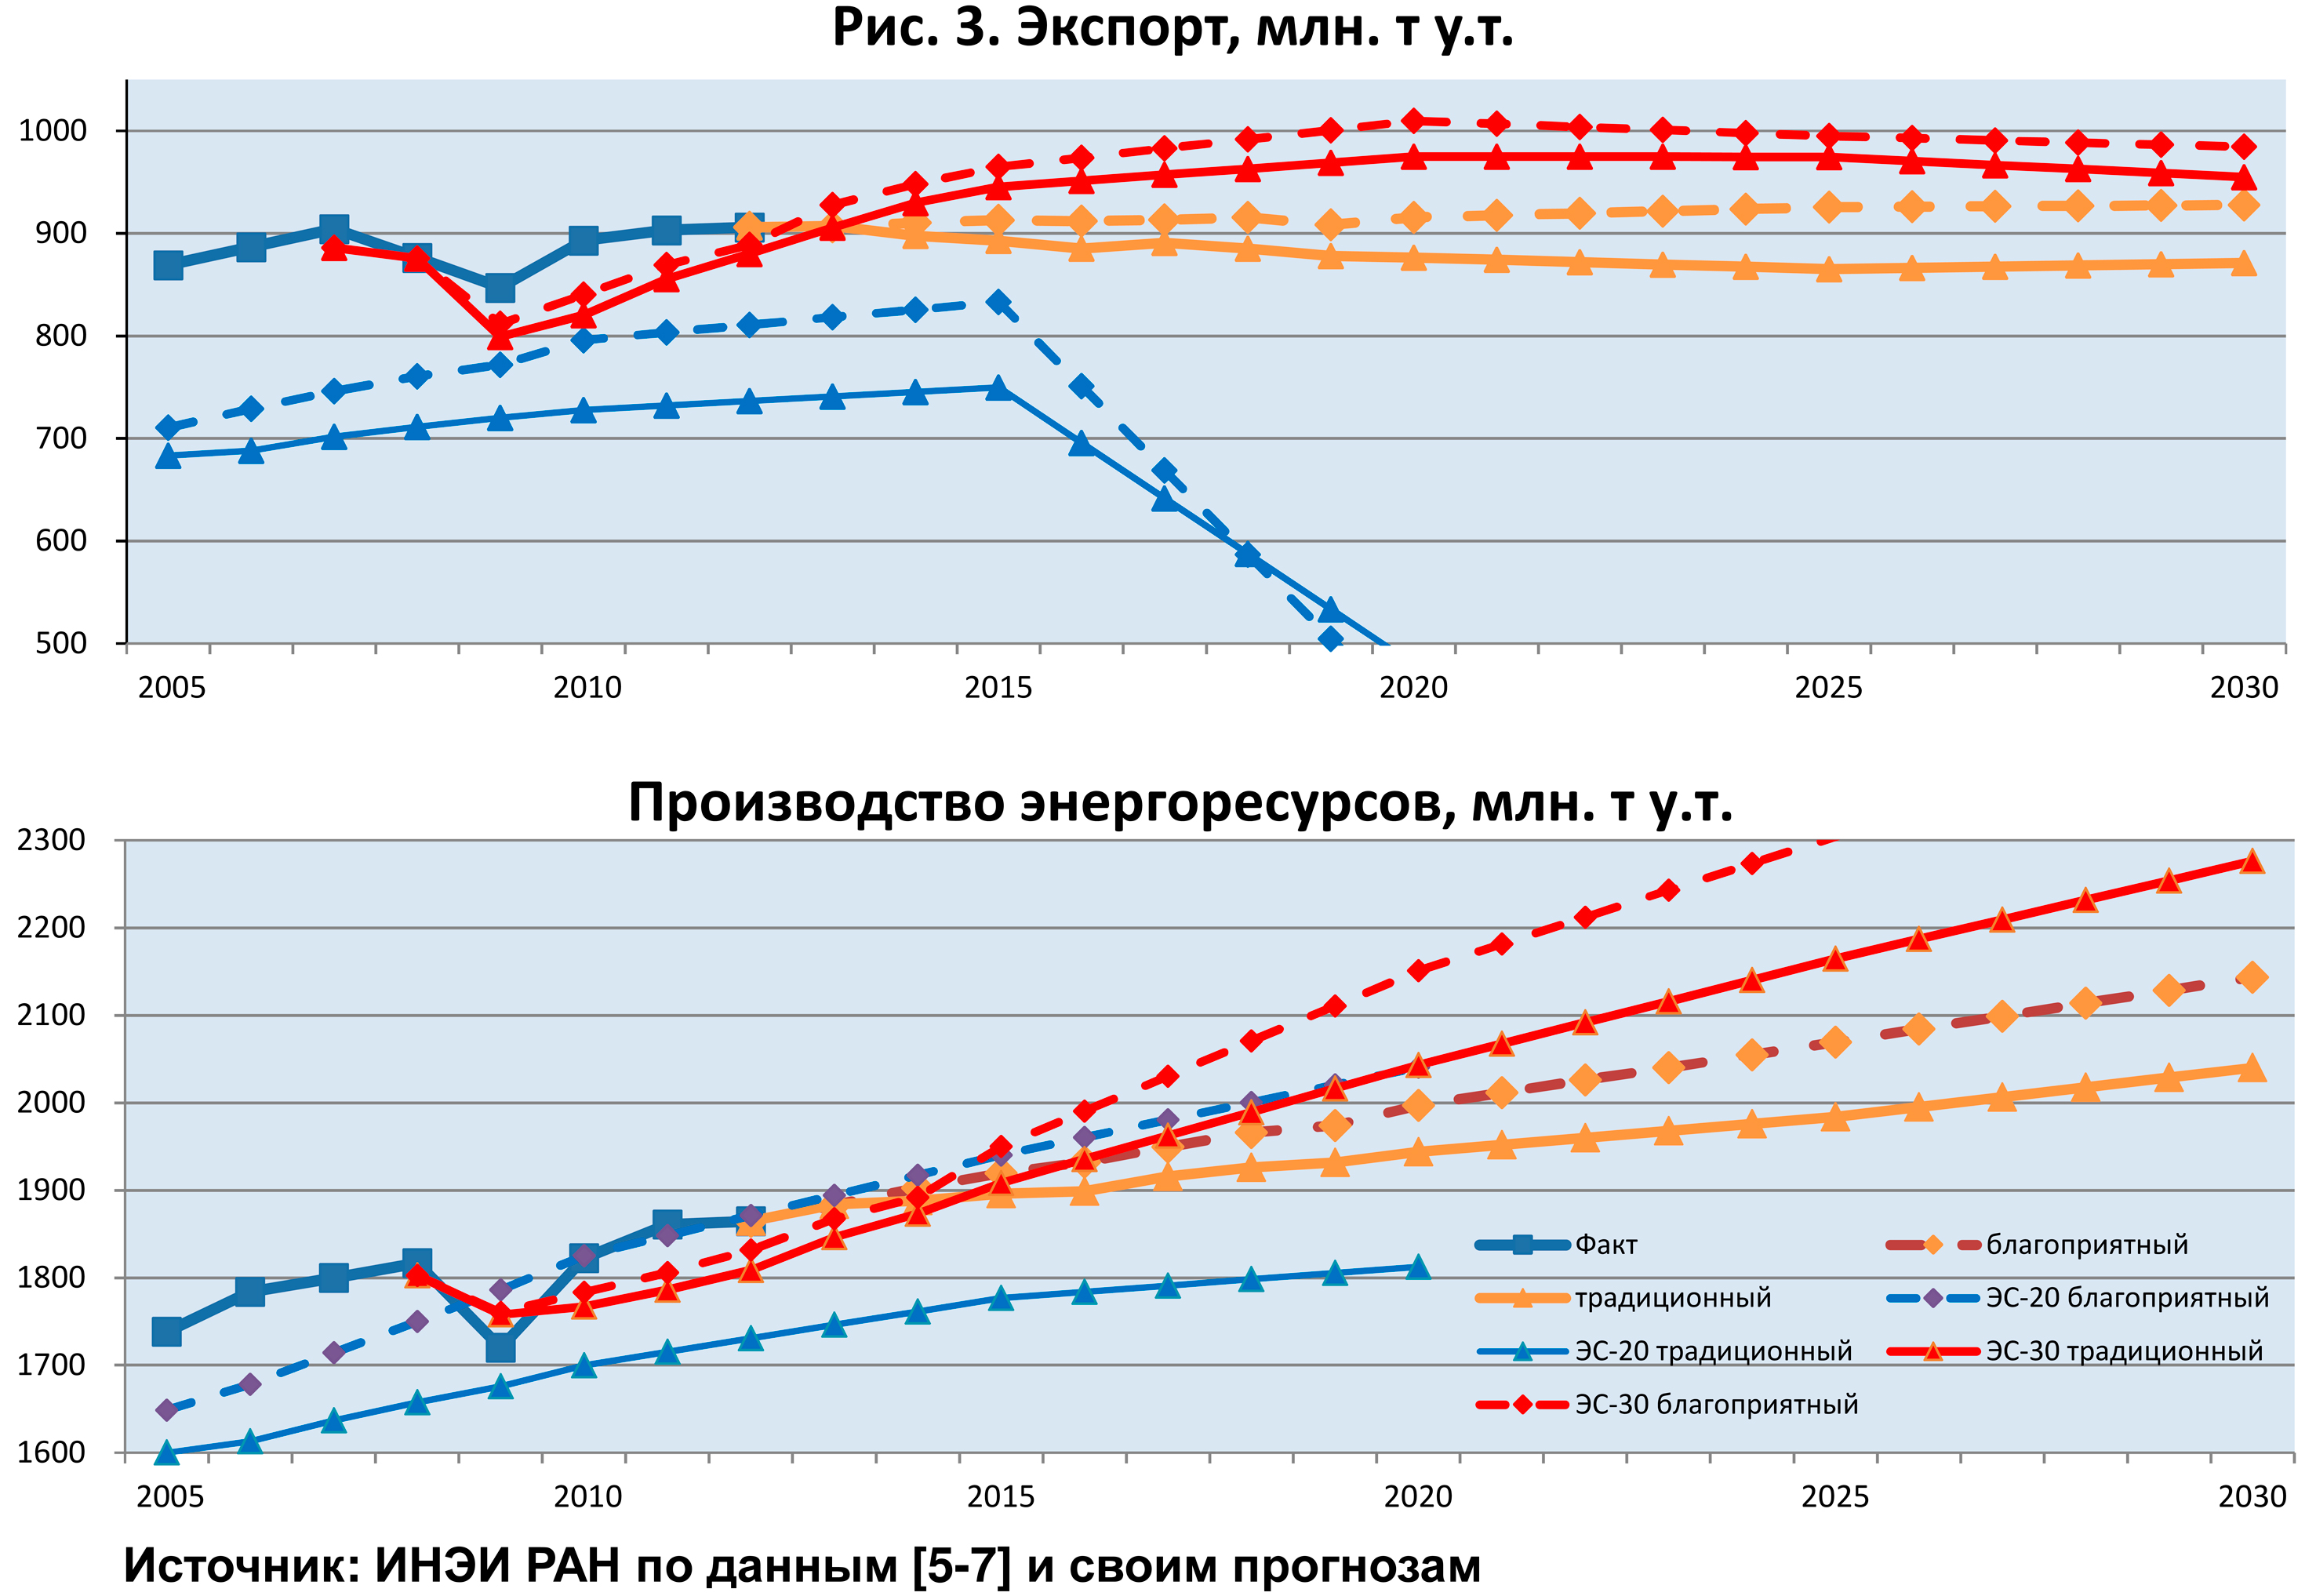 Рис. 3. Экспорт, млн. т у.т.
1000
900
800
700
600
500
2005 2010 2015 2020 2025 2030
Производство энергоресурсов, млн. т у.т.
2300
2200
2100
2000
1900
1800
1700
1600
Факт благоприятный
традиционный ЭС-20 благоприятный
ЭС-20 традиционный ЭС-30 традиционный
ЭС-30 благоприятный
2005 2010 2015 2020 2025 2030
Источник: ИНЭИ РАН по данным [5-7] и своим прогнозам